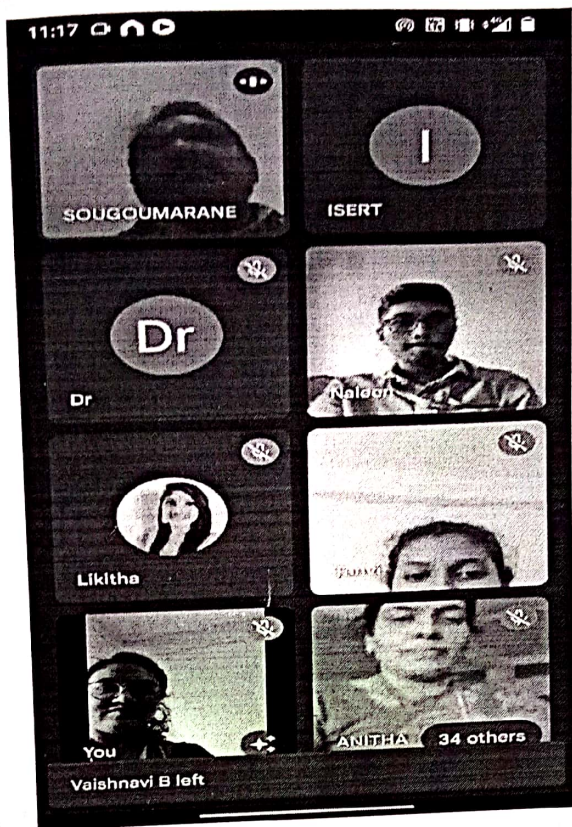 11:17
SOUGOUMARANE
I
ISERT
Dr
Dr
Likitha
You
ANITHA 34 others
Vaishnavi B left